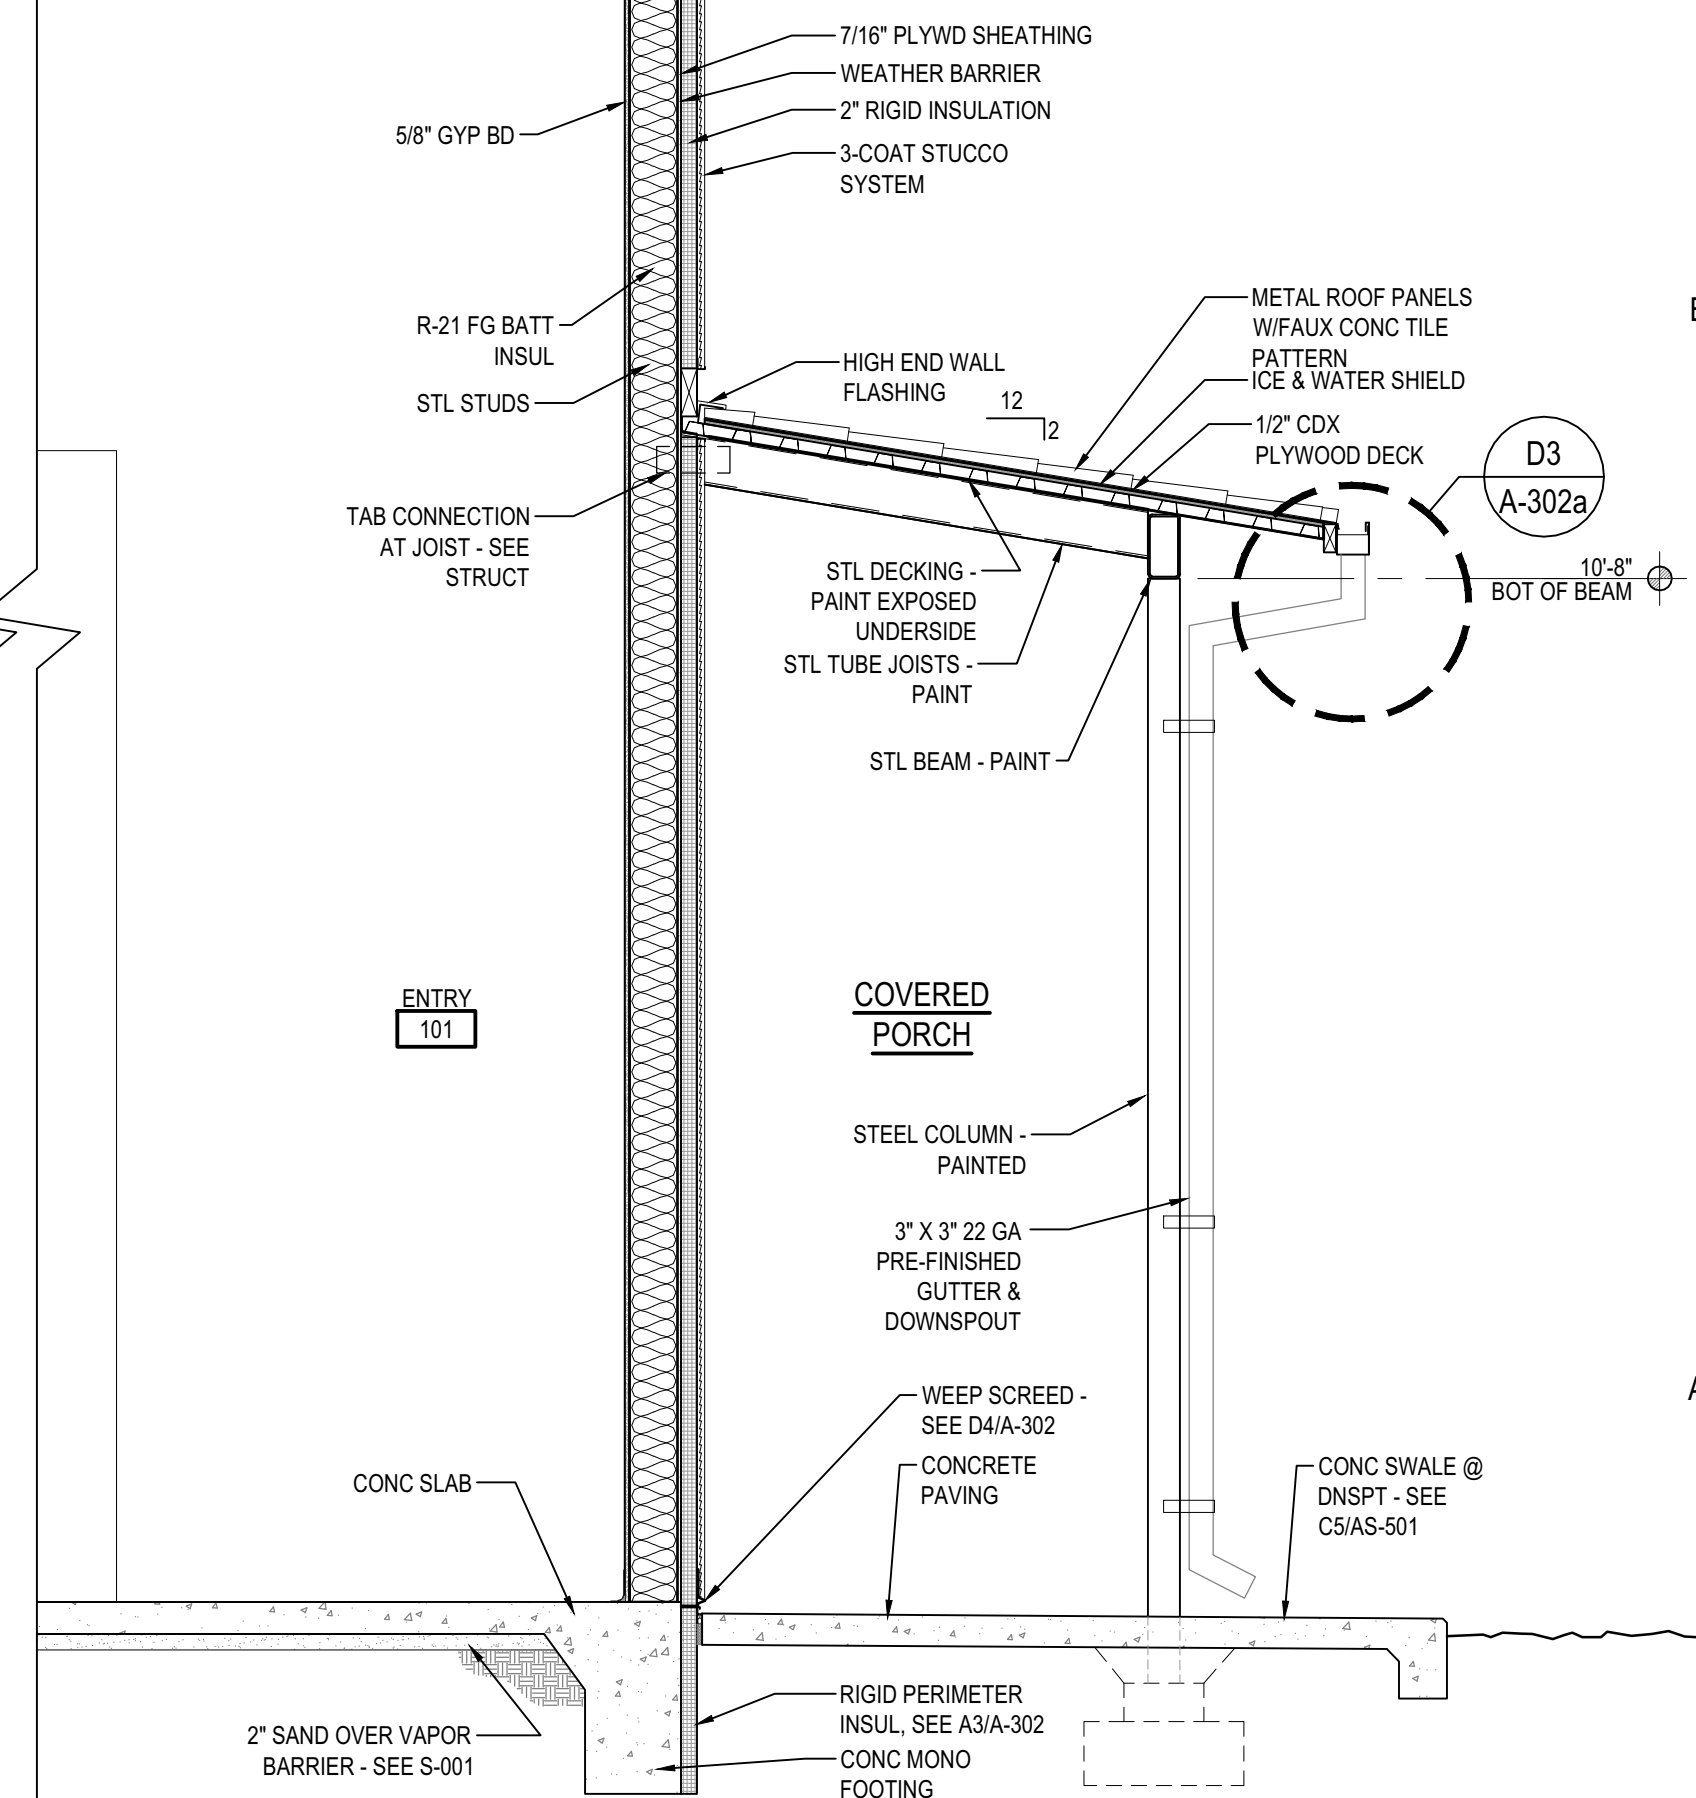 7/16" PLYWD SHEATHING
WEATHER BARRIER
2" RIGID INSULATION
3-COAT STUCCO
SYSTEM
5/8" GYP BD
R-21 FG BATT
INSUL
STL STUDS
HIGH END WALL
FLASHING
12
2
METAL ROOF PANELS
W/FAUX CONC TILE
PATTERN
ICE & WATER SHIELD
1/2" CDX
PLYWOOD DECK
D3
A-302a
TAB CONNECTION
AT JOIST - SEE
STRUCT
STL DECKING -
PAINT EXPOSED
UNDERSIDE
STL TUBE JOISTS -
PAINT
10'-8"
BOT OF BEAM
STL BEAM - PAINT
ENTRY
101
COVERED
PORCH
STEEL COLUMN -
PAINTED
3" X 3" 22 GA
PRE-FINISHED
GUTTER &
DOWNSPOUT
WEEP SCREED -
SEE D4/A-302
CONC SLAB
CONCRETE
PAVING
CONC SWALE @
DNSPT - SEE
C5/AS-501
2" SAND OVER VAPOR
BARRIER - SEE S-001
RIGID PERIMETER
INSUL, SEE A3/A-302
CONC MONO
FOOTING